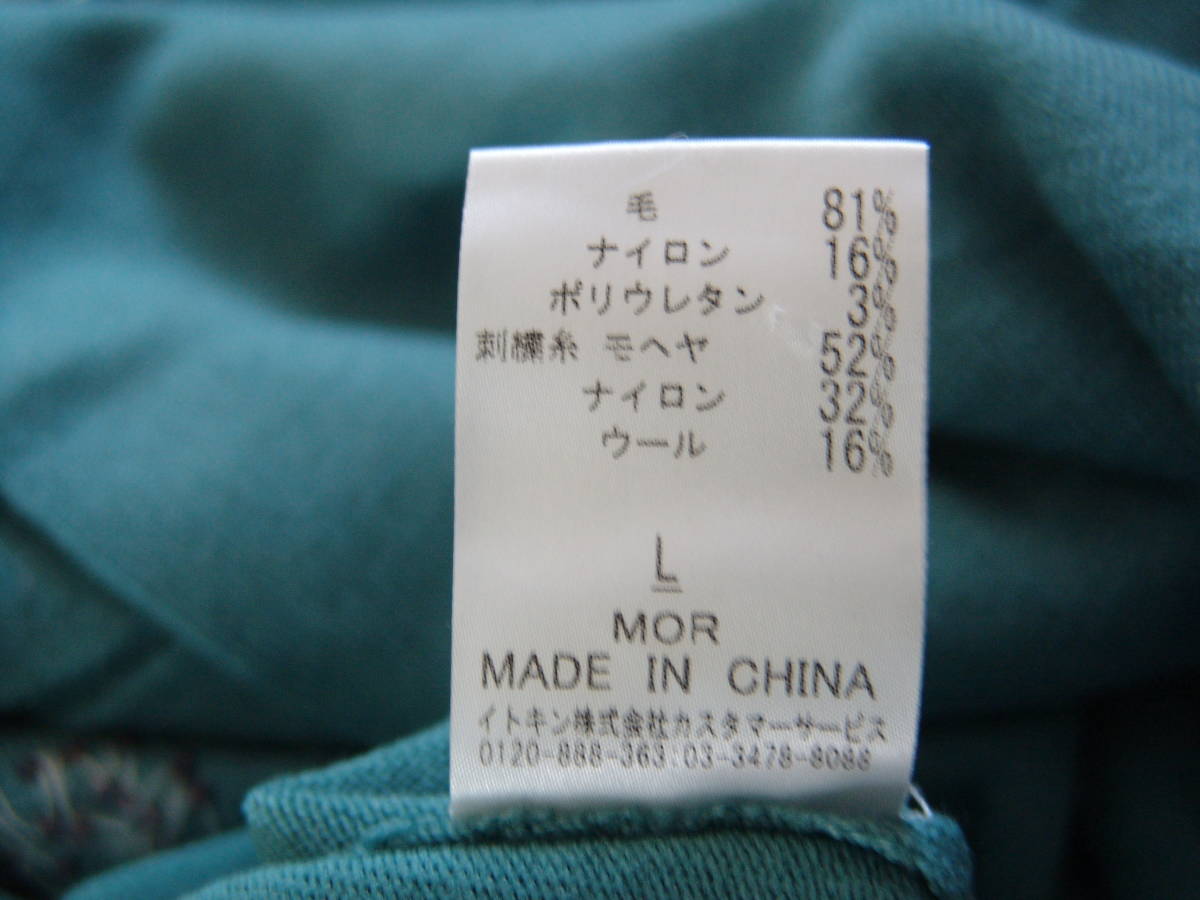 毛 81%
ナイロン 16%
ポリウレタン 3%
刺繍糸 モヘヤ 52%
ナイロン 32%
ウール 16%
L
MOR
MADE IN CHINA
イトキン株式会社カスタマーサービス
0120-888-363:03-3478-8088